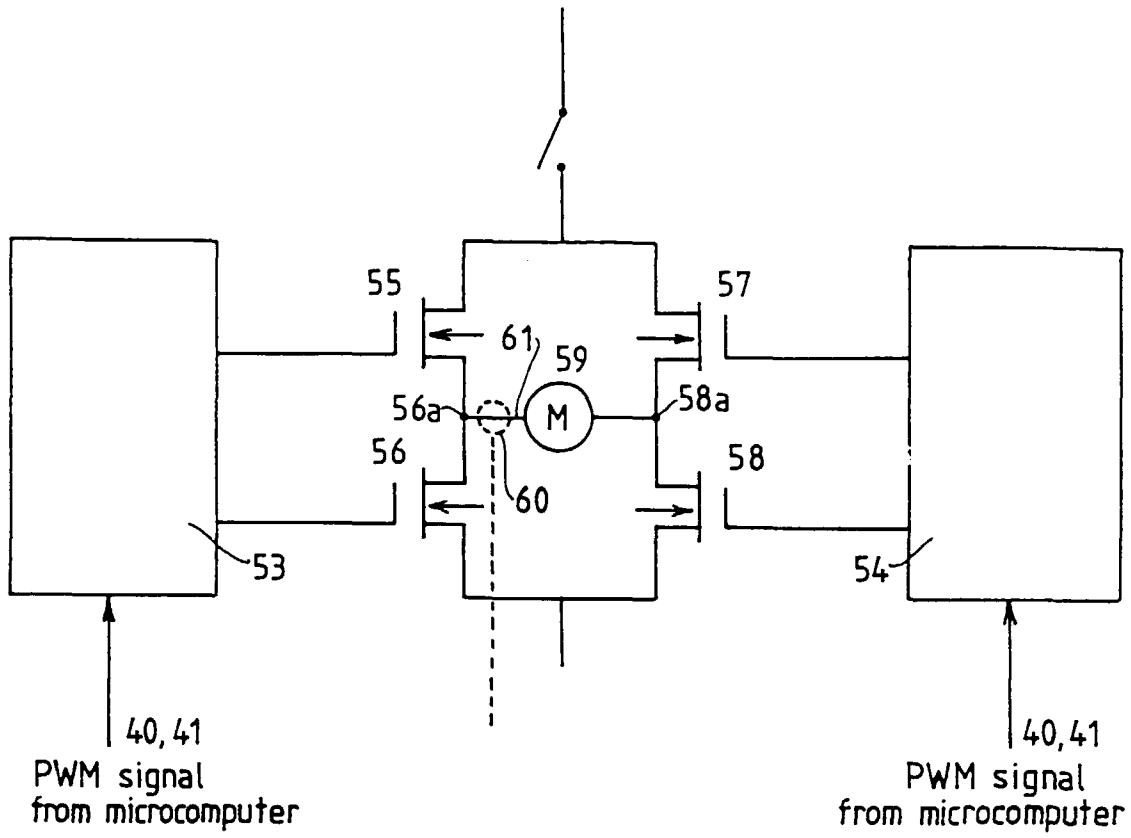 55
57
61
59
56a
M
58a
56
58
60
53
54
40, 41
PWM signal
from microcomputer
40, 41
PWM signal
from microcomputer